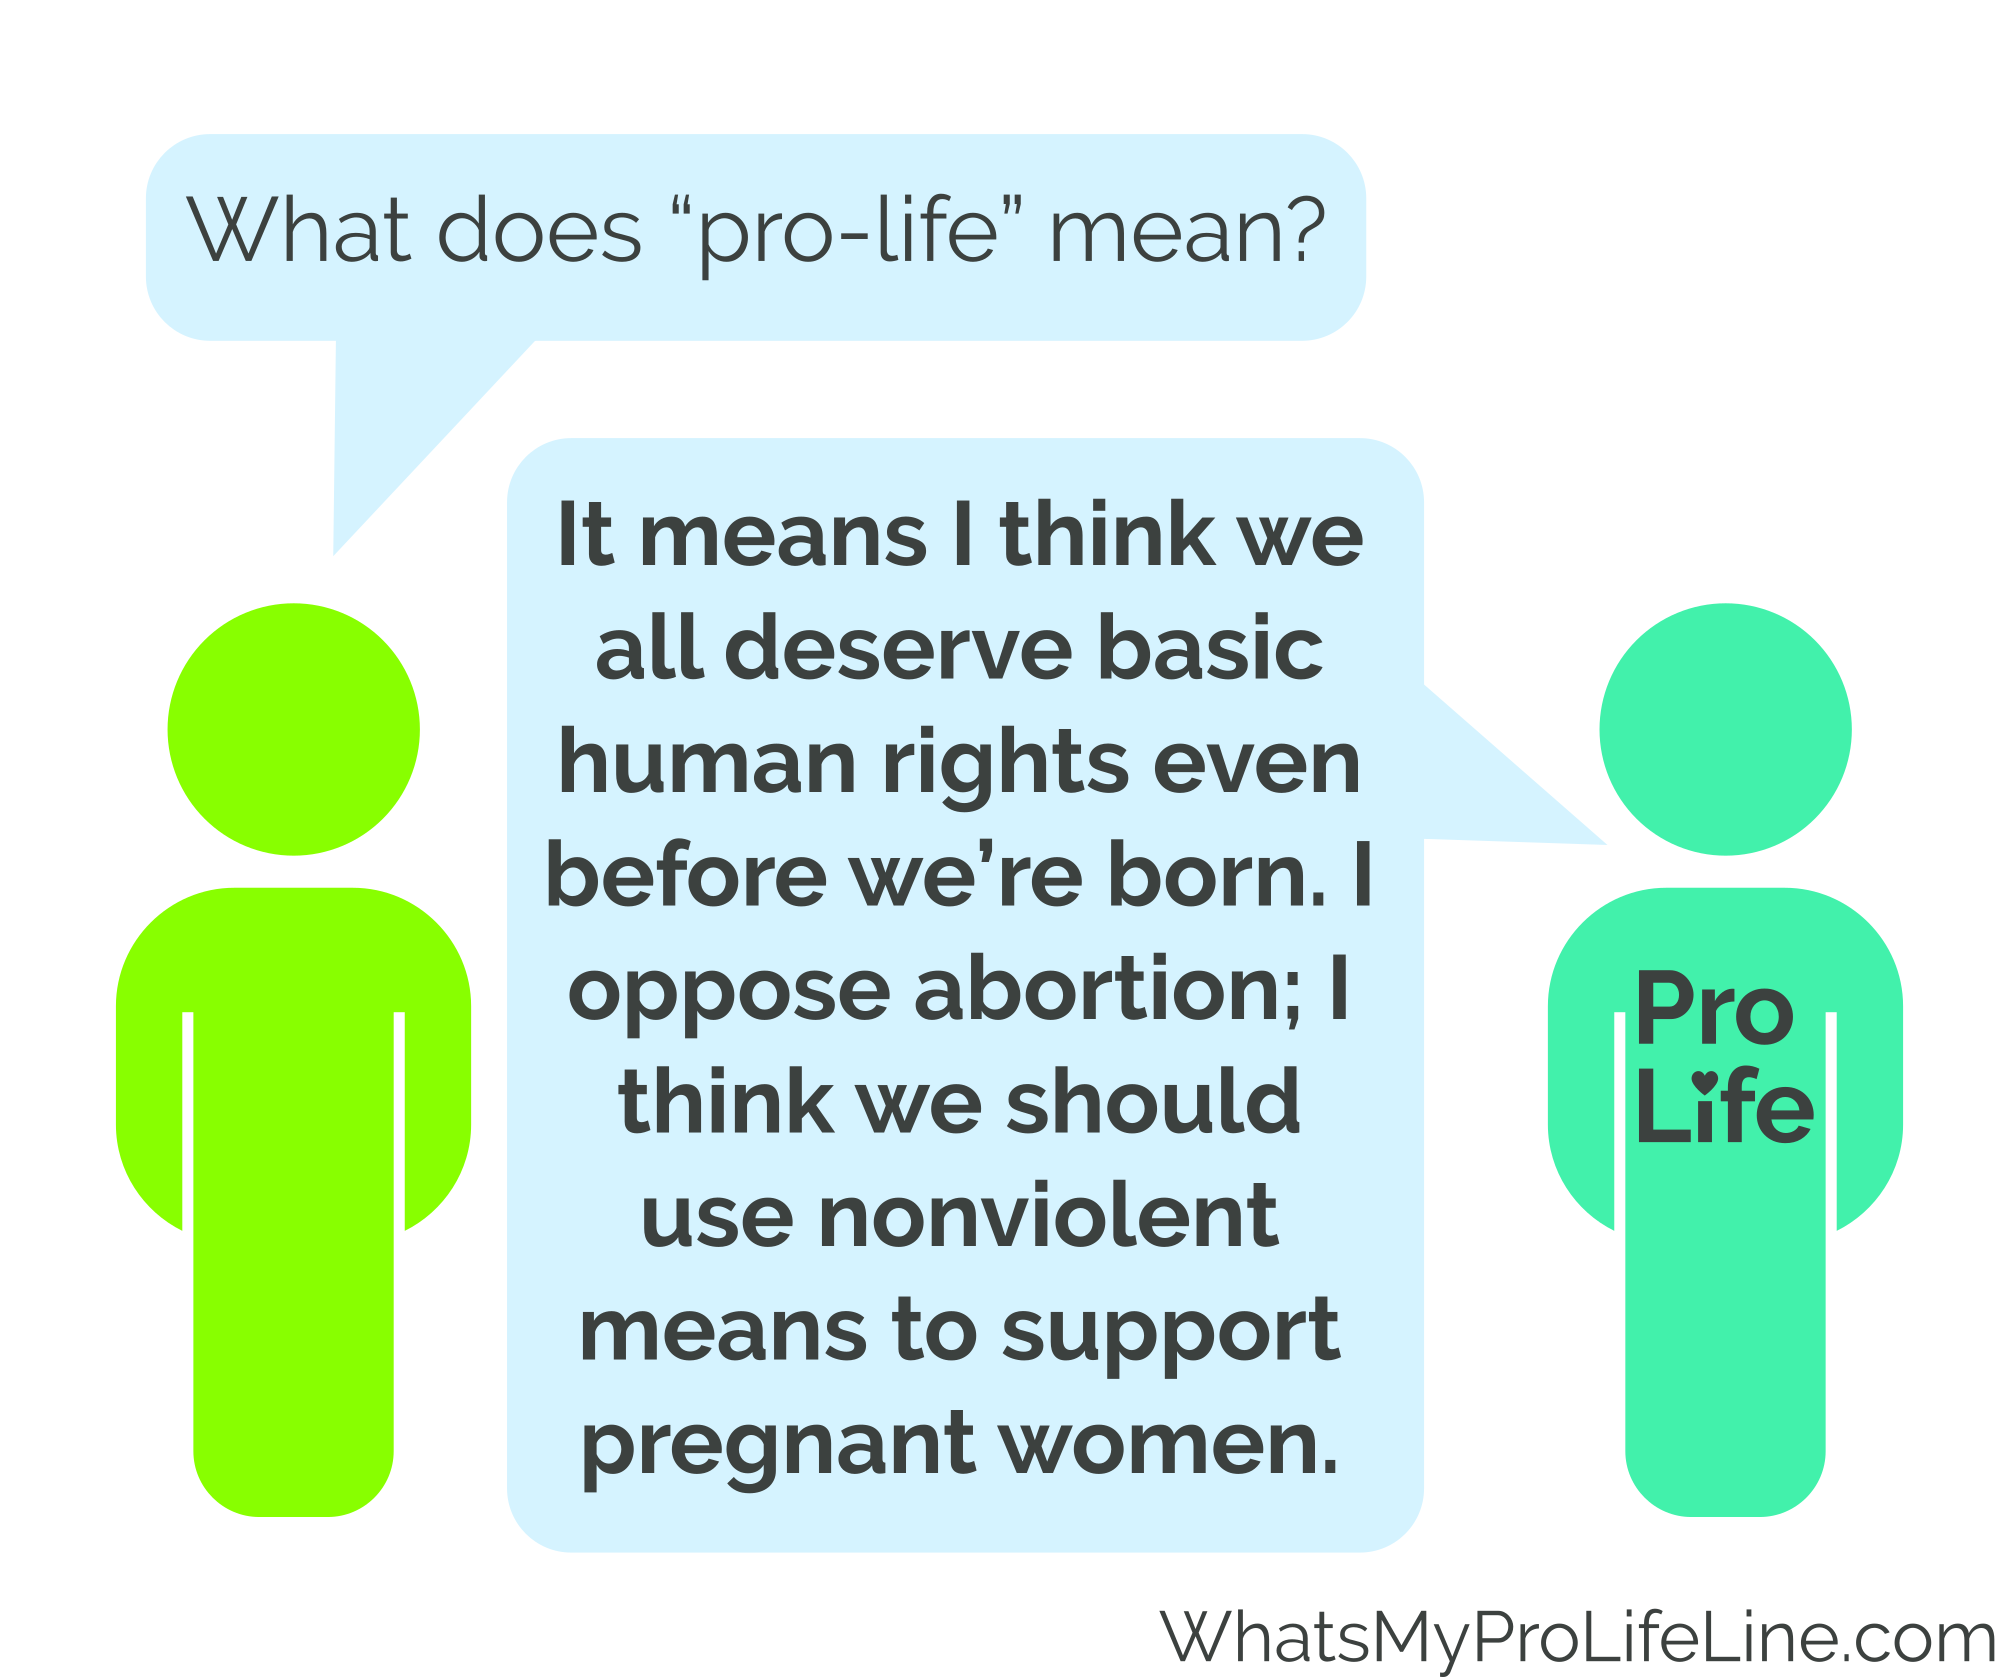 What does “pro-life” mean?
It means I think we
all deserve basic
human rights even
before we’re born. I
oppose abortion; I
think we should
use nonviolent
means to support
pregnant women.
Pro
Life
WhatsMyProLifeLine.com